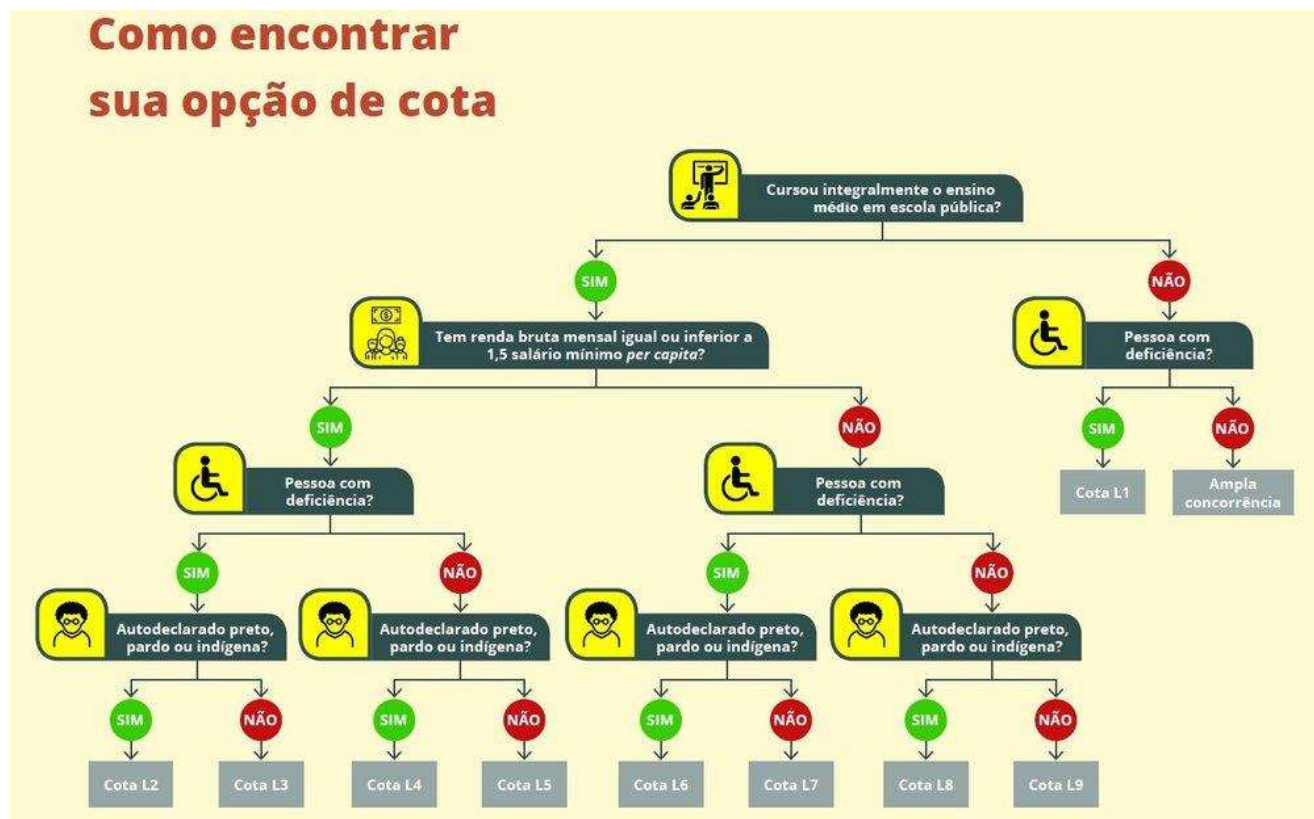 Como encontrar
sua opção de cota
Cursou integralmente o ensino
médio em escola pública?
SIM
NÃO
Tem renda bruta mensal igual ou inferior a
1,5 salário mínimo per capita?
Pessoa com
deficiência?
SIM
NÃO
SIM
NÃO
Cota L1
Ampla
concorrência
Pessoa com
deficiência?
Pessoa com
deficiência?
SIM
NÃO
SIM
NÃO
Autodeclarado preto,
pardo ou indígena?
Autodeclarado preto,
pardo ou indígena?
Autodeclarado preto,
pardo ou indígena?
Autodeclarado preto,
pardo ou indígena?
SIM
NÃO
SIM
NÃO
SIM
NÃO
SIM
NÃO
Cota L2
Cota L3
Cota L4
Cota L5
Cota L6
Cota L7
Cota L8
Cota L9